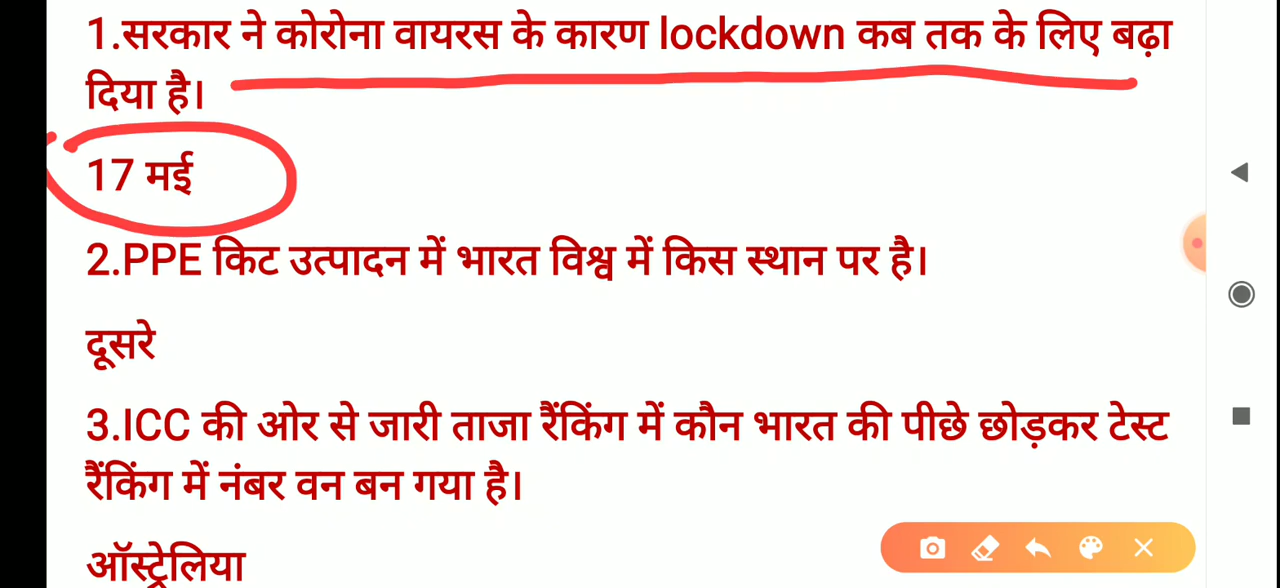 1.सरकार ने कोरोना वायरस के कारण lockdown कब तक के लिए बढ़ा
दिया है।
17 मई
2.PPE किट उत्पादन में भारत विश्व में किस स्थान पर है।
दूसरे
3.ICC की ओर से जारी ताजा रैंकिंग में कौन भारत की पीछे छोड़कर टेस्ट
रैंकिंग में नंबर वन बन गया है।
ऑस्ट्रेलिया